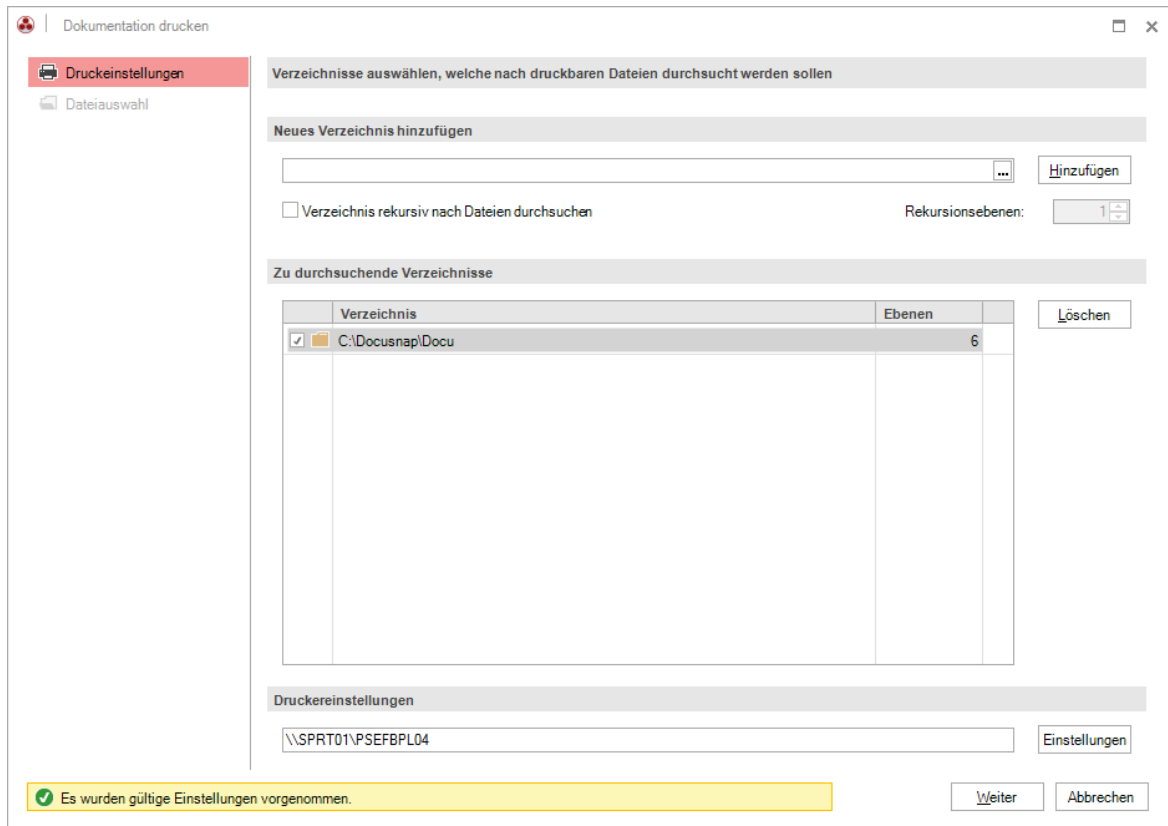 Dokumentation drucken
Druckeinstellungen
Dateiauswahl
Verzeichnisse auswählen, welche nach druckbaren Dateien durchsucht werden sollen
Neues Verzeichnis hinzufügen
... Hinzufügen
Verzeichnis rekursiv nach Dateien durchsuchen Rekursionsebenen: 1
Zu durchsuchende Verzeichnisse
Verzeichnis Ebenen Löschen
C:\Docusnap\Docu 6
Druckereinstellungen
\\SPRT01\PSEFBPL04 Einstellungen
Es wurden gültige Einstellungen vorgenommen. Weiter Abbrechen